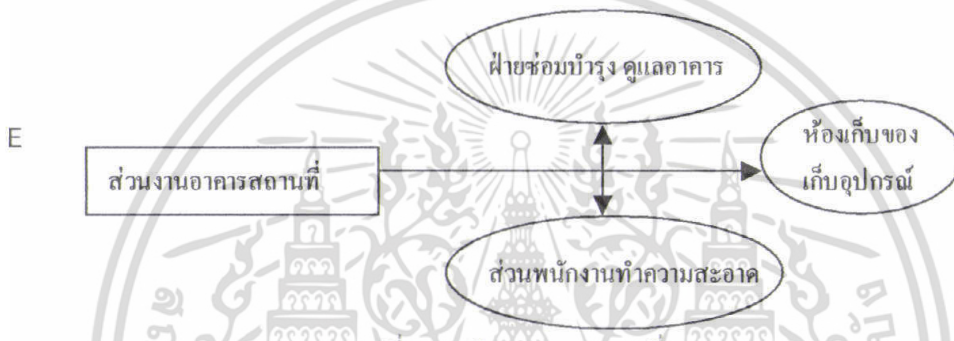 ฝ่ายซ่อมบำรุง ดูแลอาคาร
E
ห้องเก็บของ
ส่วนงานอาคารสถานที่
เก็บอุปกรณ์
ส่วนพนักงานทำความสะอาด